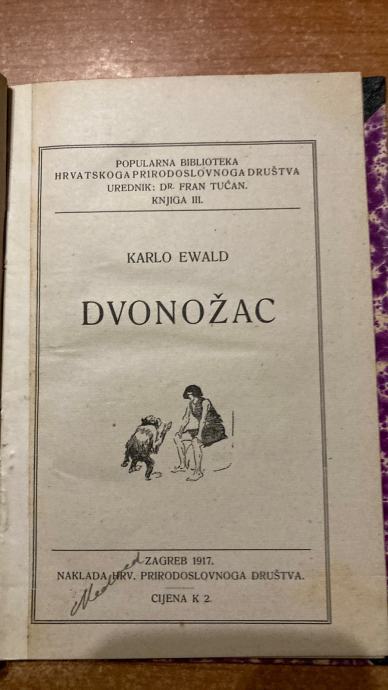 POPULARNA BIBLIOTEKA
HRVATSKOGA PRIRODOSLOVNOGA DRUŠTVA
UREDNIK: DR. FRAN TUĆAN.
KNJIGA III.
KARLO EWALD
DVONOŽAC
ZAGREB 1917.
NAKLADA HRV. PRIRODOSLOVNOGA DRUŠTVA.
CIJENA K 2.